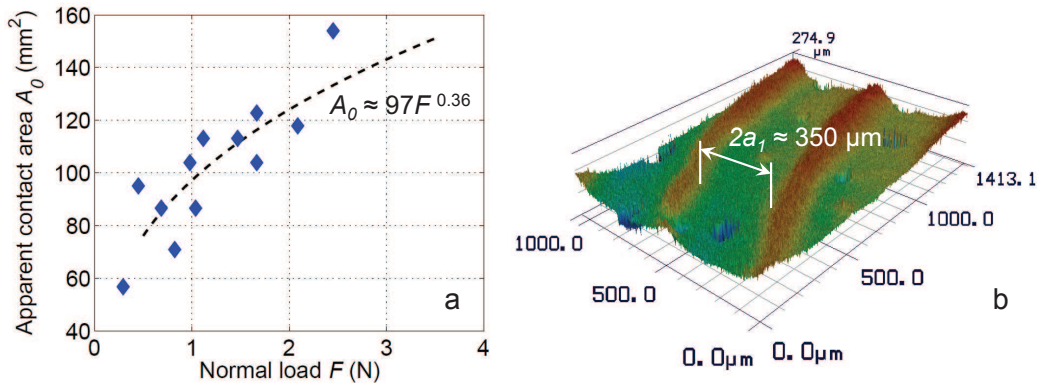 Apparent contact area A₀ (mm²)
160
140
120
100
80
60
40
0
1
2
3
4
Normal load F (N)
A₀ ≈ 97F^0.36
a
274.9
µm
2a₁ ≈ 350 µm
1413.1
1000.0
500.0
0.0µm
1000.0
500.0
0.0µm
b